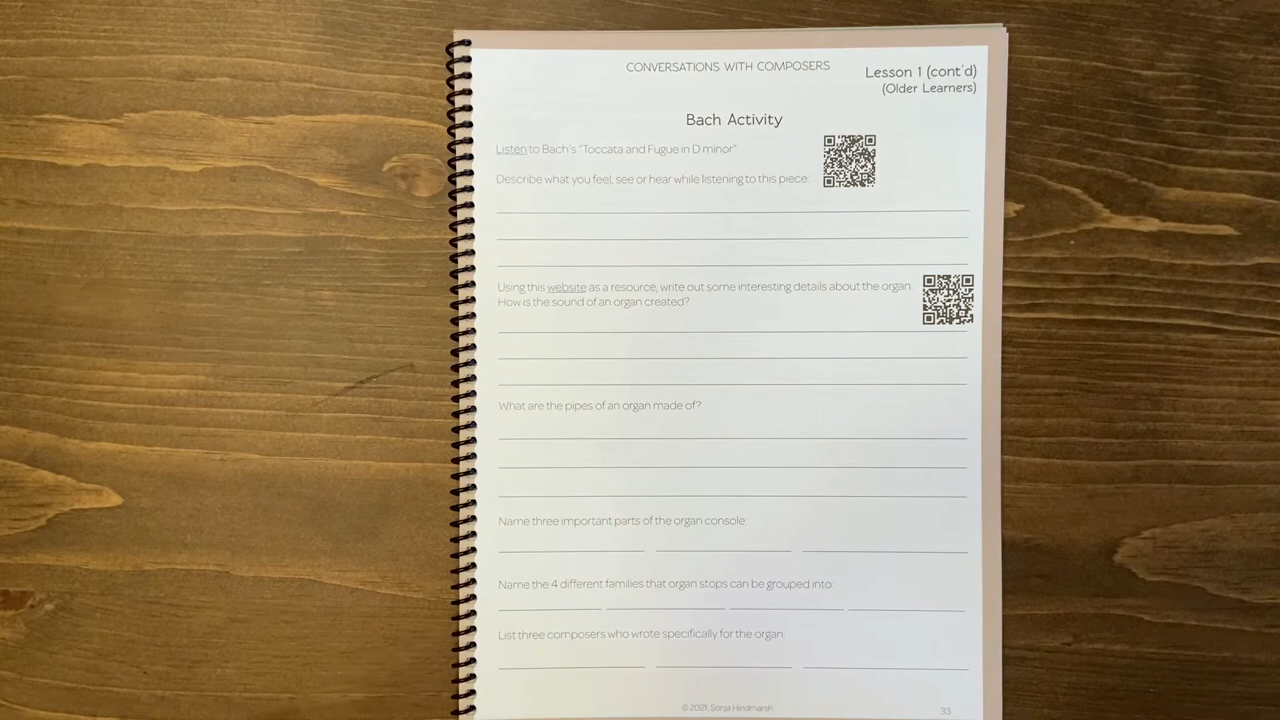 CONVERSATIONS WITH COMPOSERS
Lesson 1 (cont'd)
(Older Learners)
Bach Activity
Listen to Bach's "Toccata and Fugue in D minor"
Describe what you feel, see or hear while listening to this piece:
Using this website as a resource, write out some interesting details about the organ.
How is the sound of an organ created?
What are the pipes of an organ made of?
Name three important parts of the organ console:
Name the 4 different families that organ stops can be grouped into:
List three composers who wrote specifically for the organ:
© 2021, Sonja Hindmarsh
33